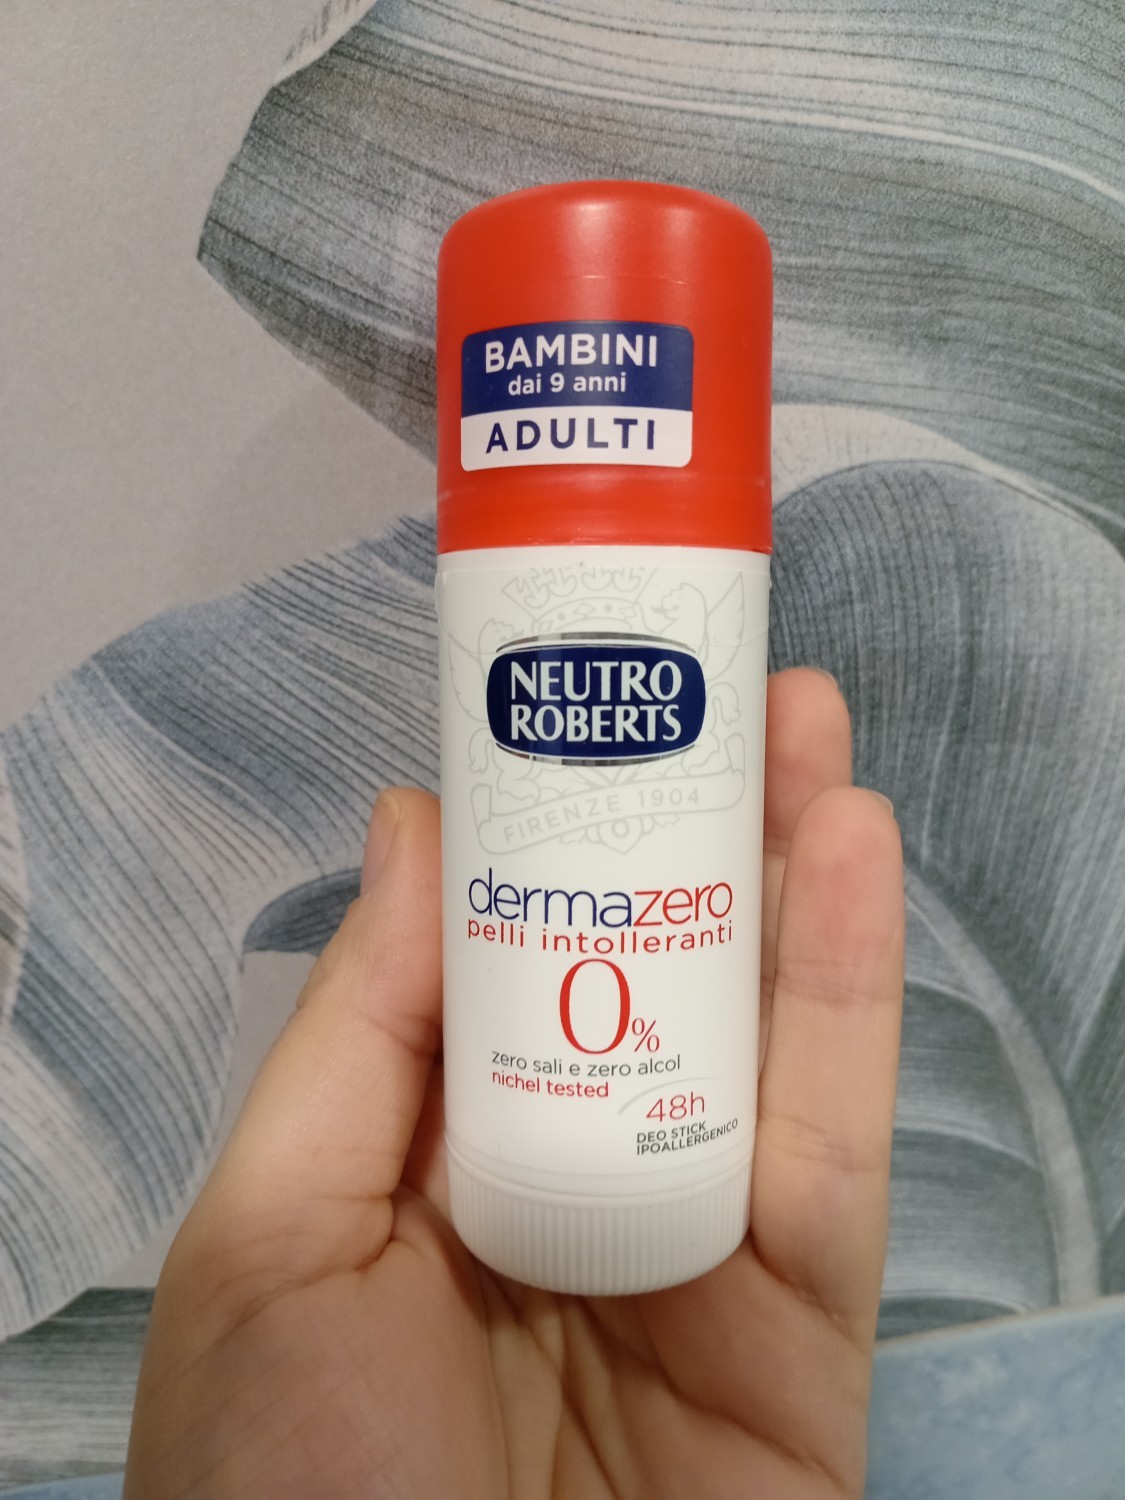 BAMBINI
dai 9 anni
ADULTI
NEUTRO
ROBERTS
FIRENZE 1904
dermazero
pelli intolleranti
0%
zero sali e zero alcol
nichel tested
48h
DEO STICK
IPOALLERGENICO